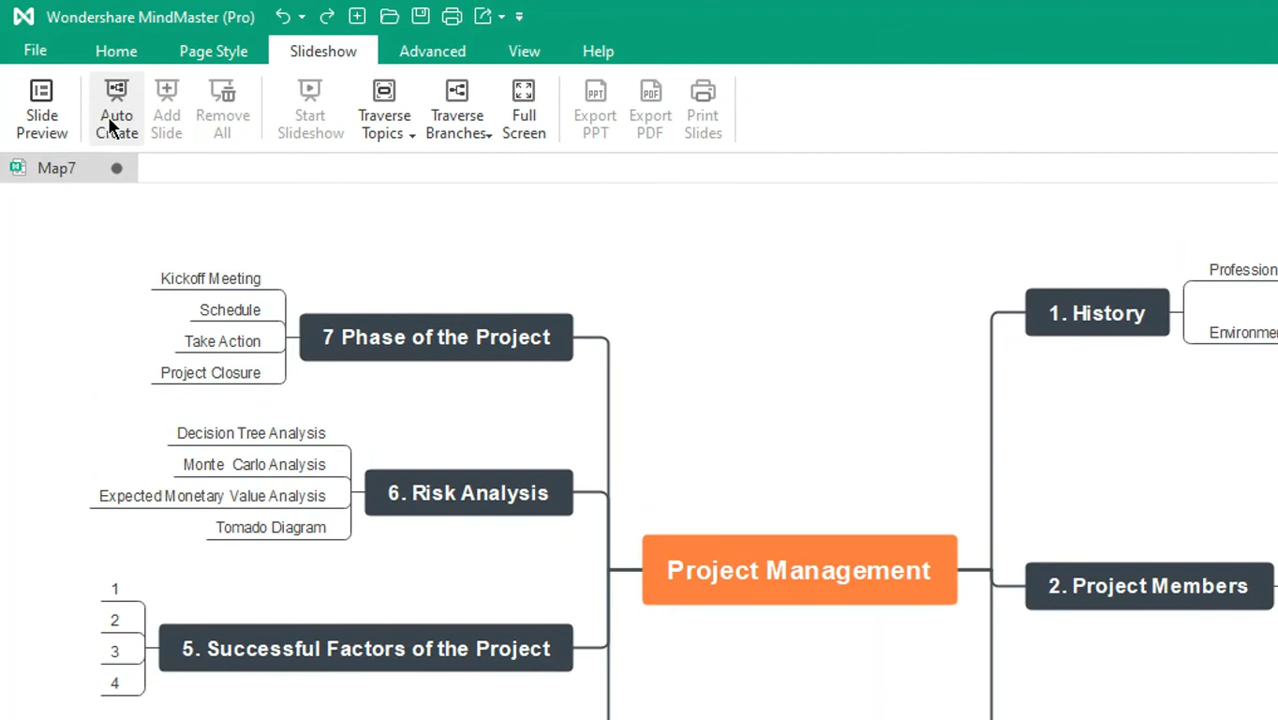 Wondershare MindMaster (Pro)
File Home Page Style Slideshow Advanced View Help
Slide Preview
Auto Create
Add Slide
Remove All
Start Slideshow
Traverse Topics
Traverse Branches
Full Screen
Export PPT
Export PDF
Print Slides
Map7
Kickoff Meeting
Schedule
Take Action
Project Closure
7 Phase of the Project
Decision Tree Analysis
Monte Carlo Analysis
Expected Monetary Value Analysis
Tomado Diagram
6. Risk Analysis
1
2
3
4
5. Successful Factors of the Project
Project Management
1. History
Profession
Environme
2. Project Members